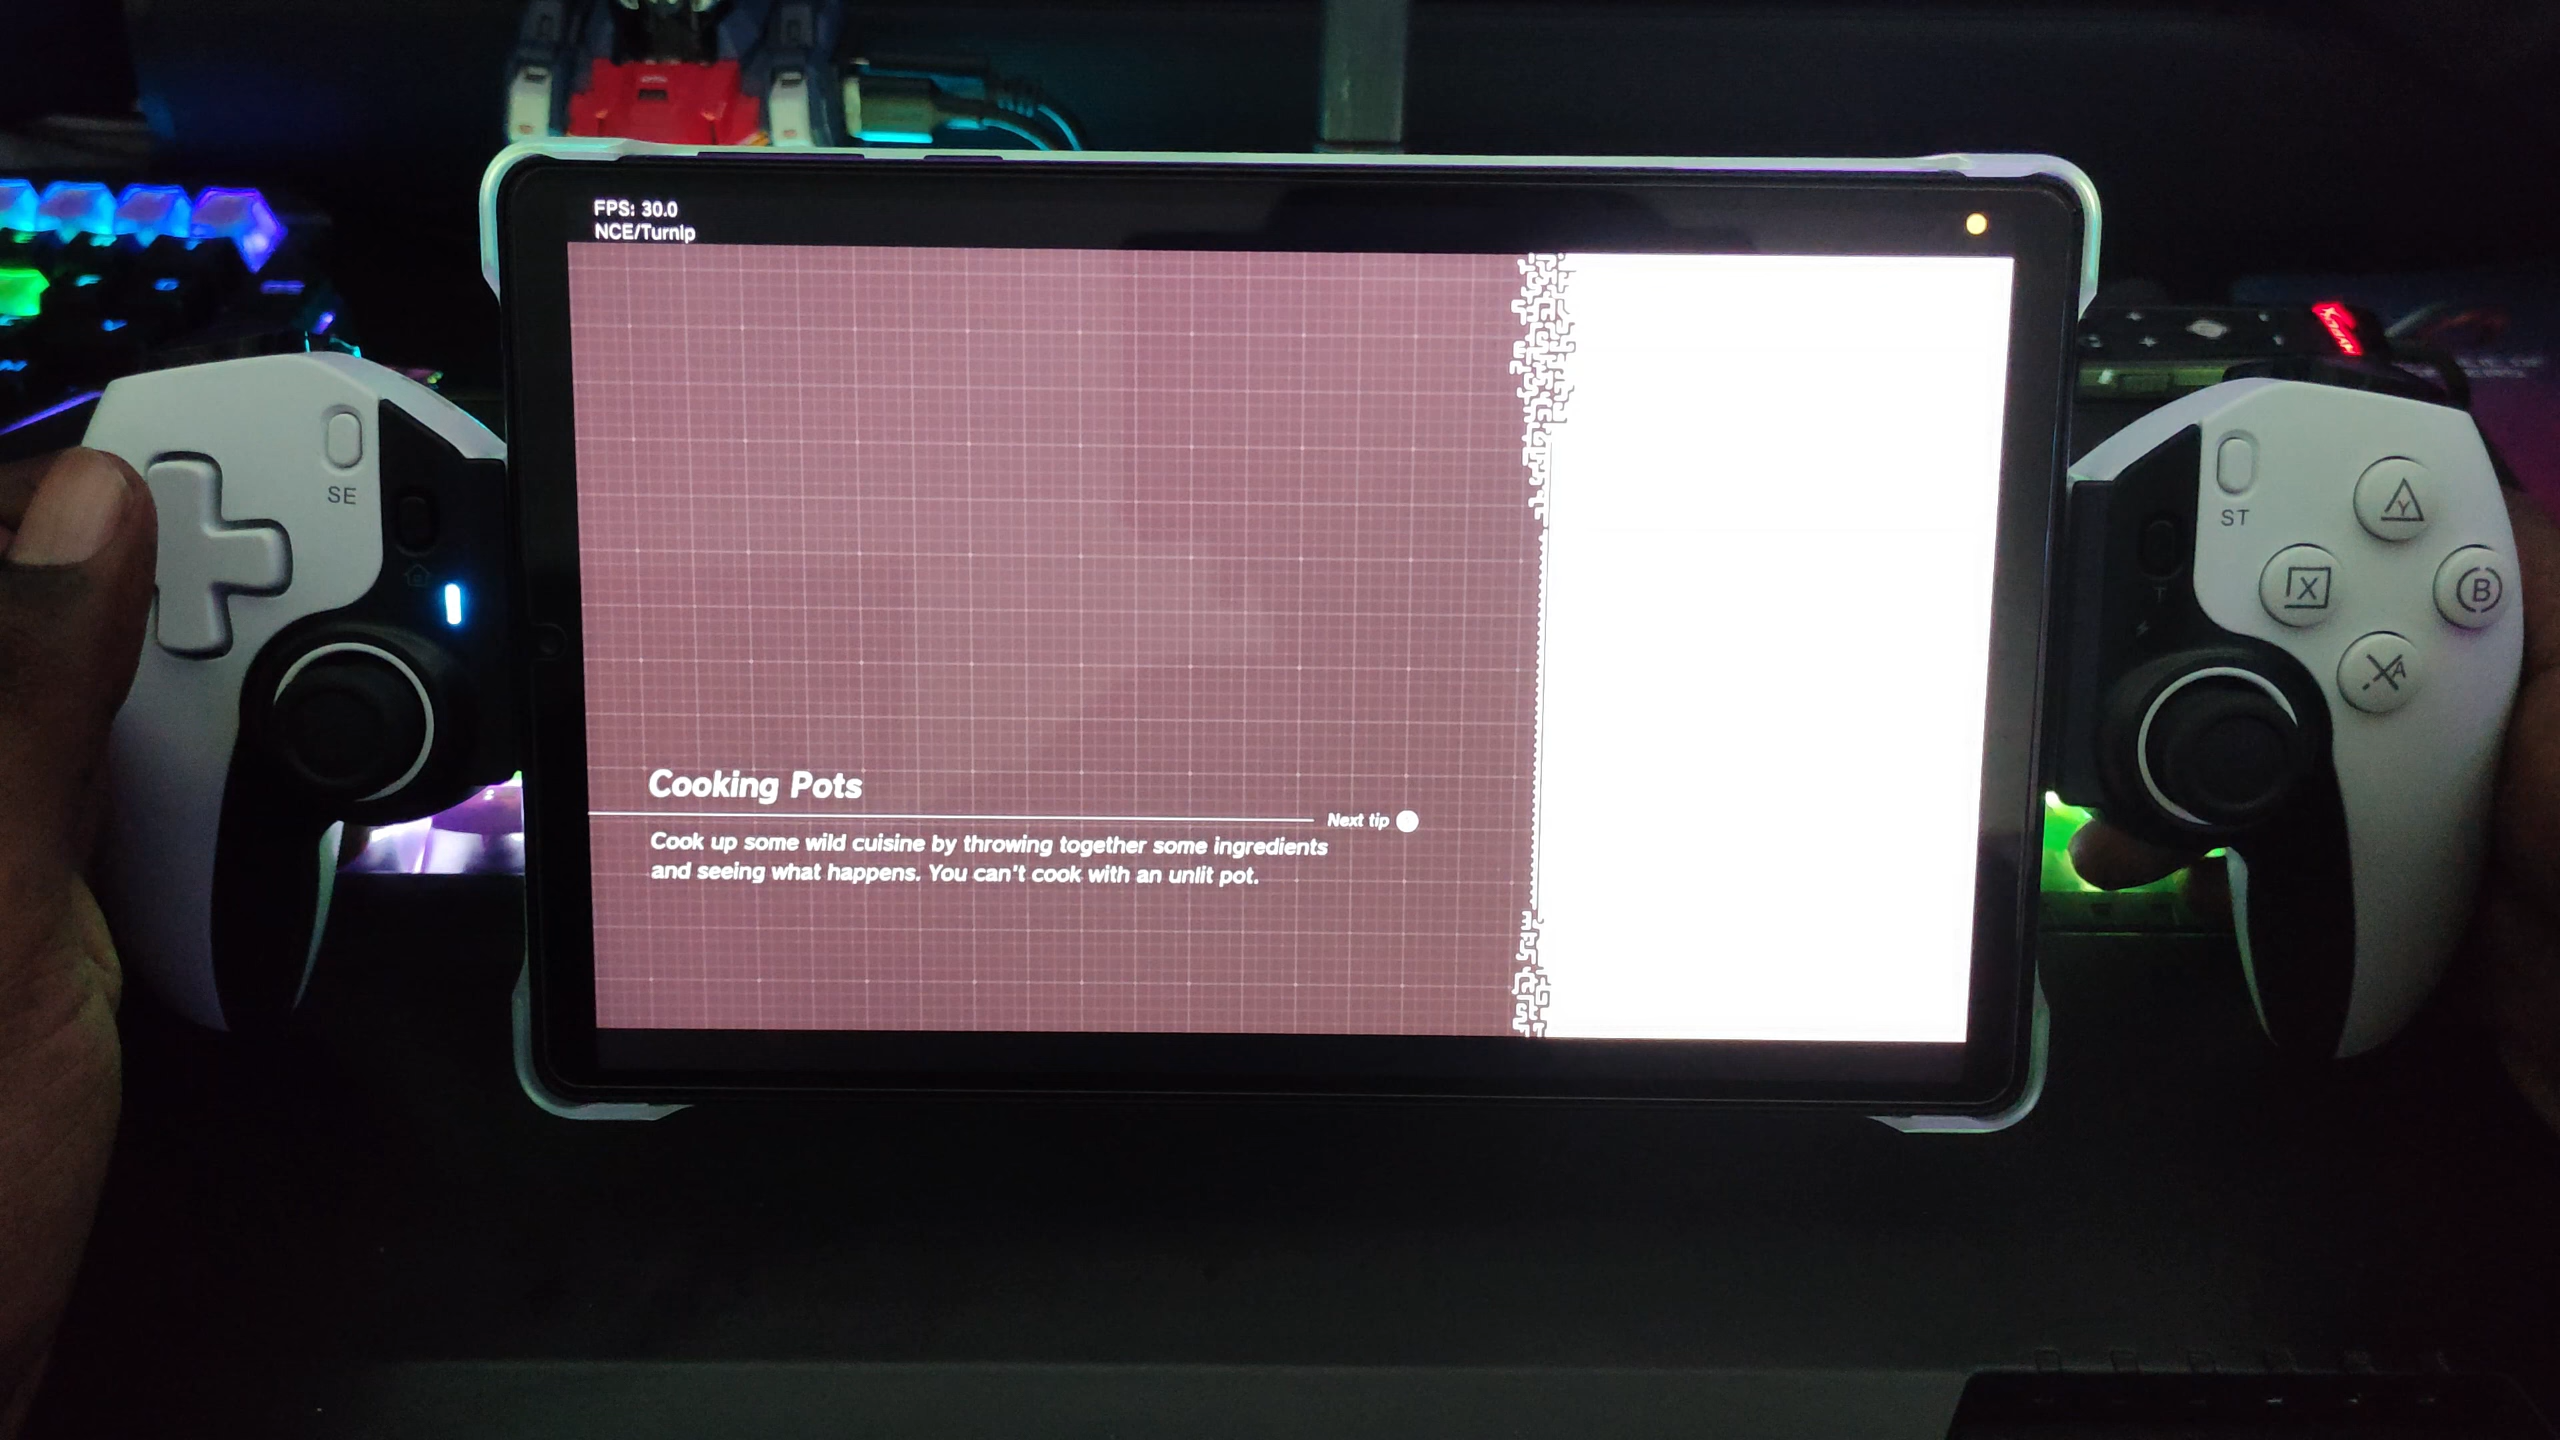 FPS: 30.0
NCE/Turnip
SE
ST
Y
X
B
A
Cooking Pots
Next tip
Cook up some wild cuisine by throwing together some ingredients
and seeing what happens. You can't cook with an unlit pot.